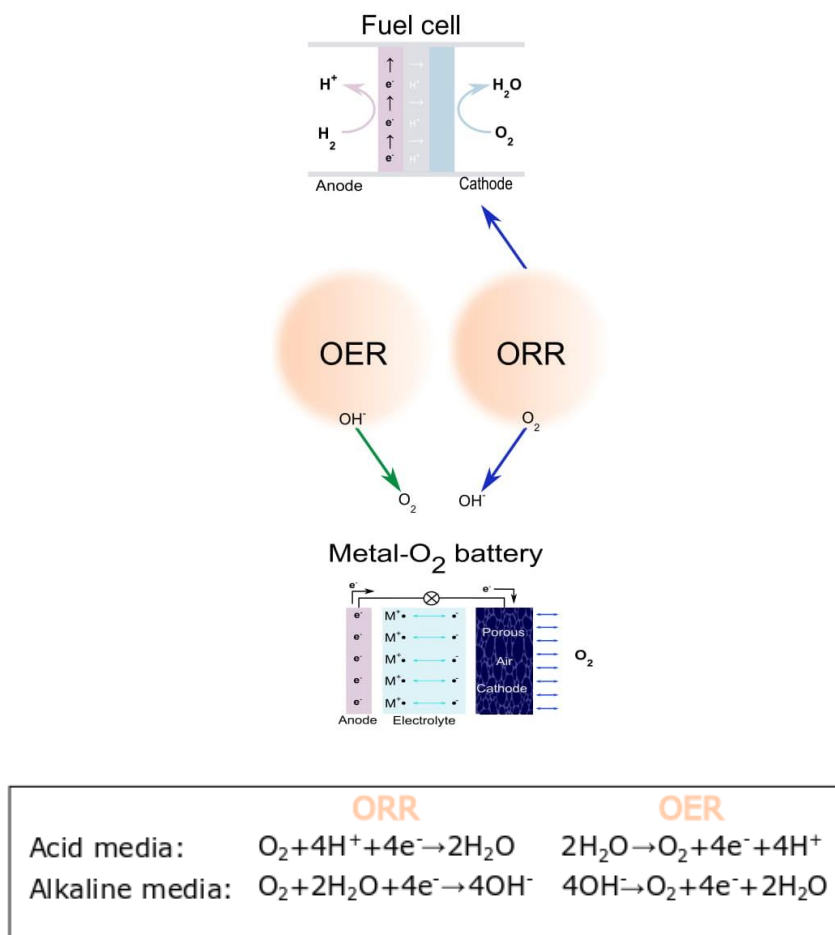 Fuel cell
↑ →
H⁺ e⁻ H⁺ H₂O
↑ →
e⁻ H⁺
H₂ ↑ → O₂
e⁻ H⁺
Anode Cathode
OER ORR
OH⁻ O₂
O₂ OH⁻
Metal-O₂ battery
e⁻ e⁻
e⁻ M⁺• •⁻ Porous
e⁻ M⁺• •⁻
e⁻ M⁺• •⁻ Air O₂
e⁻ M⁺• •⁻ Cathode
e⁻ M⁺• •⁻
Anode Electrolyte
ORR OER
Acid media: O₂+4H⁺+4e⁻→2H₂O 2H₂O→O₂+4e⁻+4H⁺
Alkaline media: O₂+2H₂O+4e⁻→4OH⁻ 4OH⁻→O₂+4e⁻+2H₂O